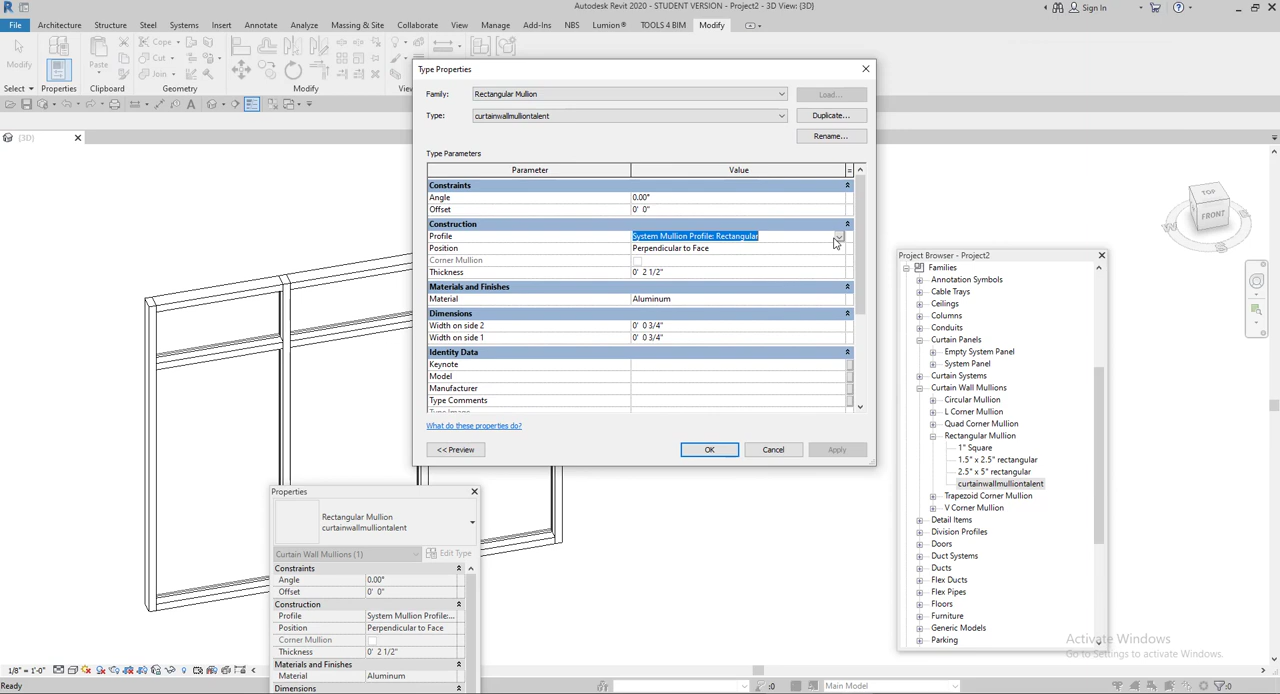 Autodesk Revit 2020 - STUDENT VERSION - Project2 - 3D View: {3D}
Sign In
File Architecture Structure Steel Systems Insert Annotate Analyze Massing & Site Collaborate View Manage Add-Ins NBS Lumion® TOOLS 4 BIM Modify
Modify Paste Cope Cut Join
Select Properties Clipboard Geometry Modify
{3D}
Type Properties
Family: Rectangular Mullion Load...
Type: curtainwallmulliontalent Duplicate...
Rename...
Type Parameters
Parameter Value =
Constraints
Angle 0.00°
Offset 0' 0"
Construction
Profile System Mullion Profile: Rectangular
Position Perpendicular to Face
Corner Mullion
Thickness 0' 2 1/2"
Materials and Finishes
Material Aluminum
Dimensions
Width on side 2 0' 0 3/4"
Width on side 1 0' 0 3/4"
Identity Data
Keynote
Model
Manufacturer
Type Comments
Type Image
What do these properties do?
<< Preview OK Cancel Apply
TOP
FRONT
Project Browser - Project2
Families
Annotation Symbols
Cable Trays
Ceilings
Columns
Conduits
Curtain Panels
Empty System Panel
System Panel
Curtain Systems
Curtain Wall Mullions
Circular Mullion
L Corner Mullion
Quad Corner Mullion
Rectangular Mullion
1" Square
1.5" x 2.5" rectangular
2.5" x 5" rectangular
curtainwallmulliontalent
Trapezoid Corner Mullion
V Corner Mullion
Detail Items
Division Profiles
Doors
Duct Systems
Ducts
Flex Ducts
Flex Pipes
Floors
Furniture
Generic Models
Parking
Properties
Rectangular Mullion
curtainwallmulliontalent
Curtain Wall Mullions (1) Edit Type
Constraints
Angle 0.00°
Offset 0' 0"
Construction
Profile System Mullion Profile:...
Position Perpendicular to Face
Corner Mullion
Thickness 0' 2 1/2"
Materials and Finishes
Material Aluminum
Dimensions
Activate Windows
Go to Settings to activate Windows.
1/8" = 1'-0"
Ready :0 Main Model :0